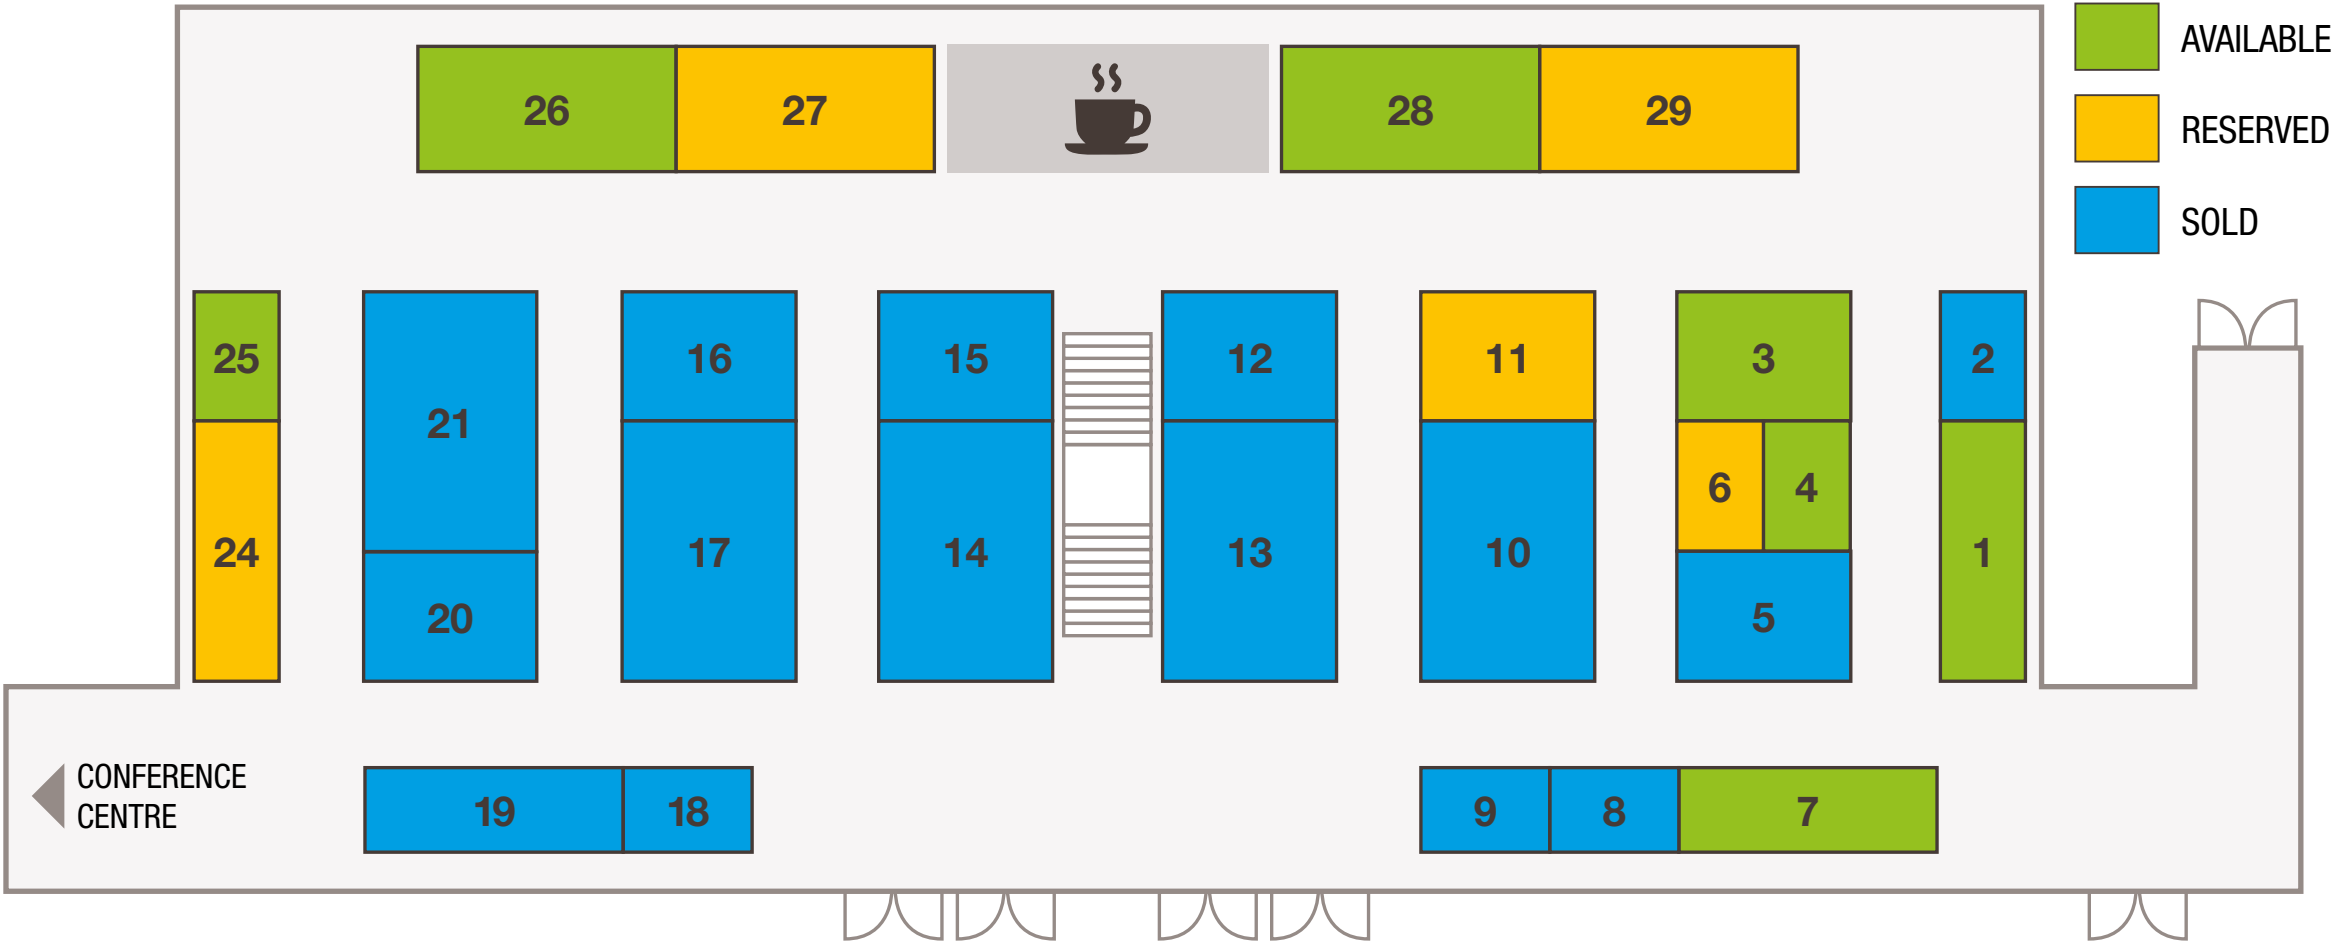 AVAILABLE
RESERVED
SOLD
26 27 28 29
25 21 16 15 12 11 3 2
24 20 17 14 13 10 6 4 5 1
CONFERENCE
CENTRE
19 18 9 8 7